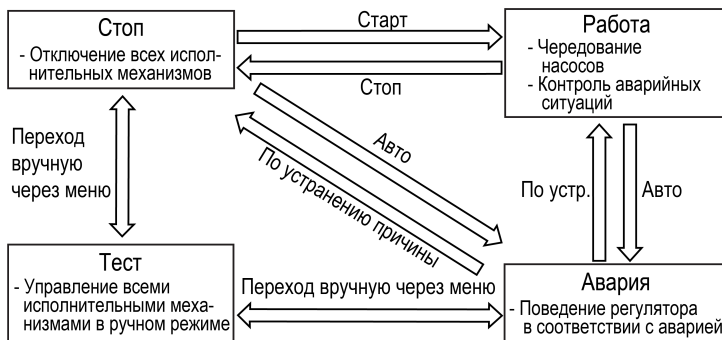 Стоп
- Отключение всех испол-
нительных механизмов
Старт
Стоп
Работа
- Чередование
насосов
- Контроль аварийных
ситуаций
Переход
вручную
через меню
Авто
По устранению причины
По устр.
Авто
Тест
- Управление всеми
исполнительными меха-
низмами в ручном режиме
Переход вручную через меню
Авария
- Поведение регулятора
в соответствии с аварией